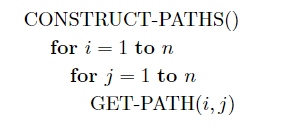 CONSTRUCT-PATHS()
for i = 1 to n
for j = 1 to n
GET-PATH(i, j)